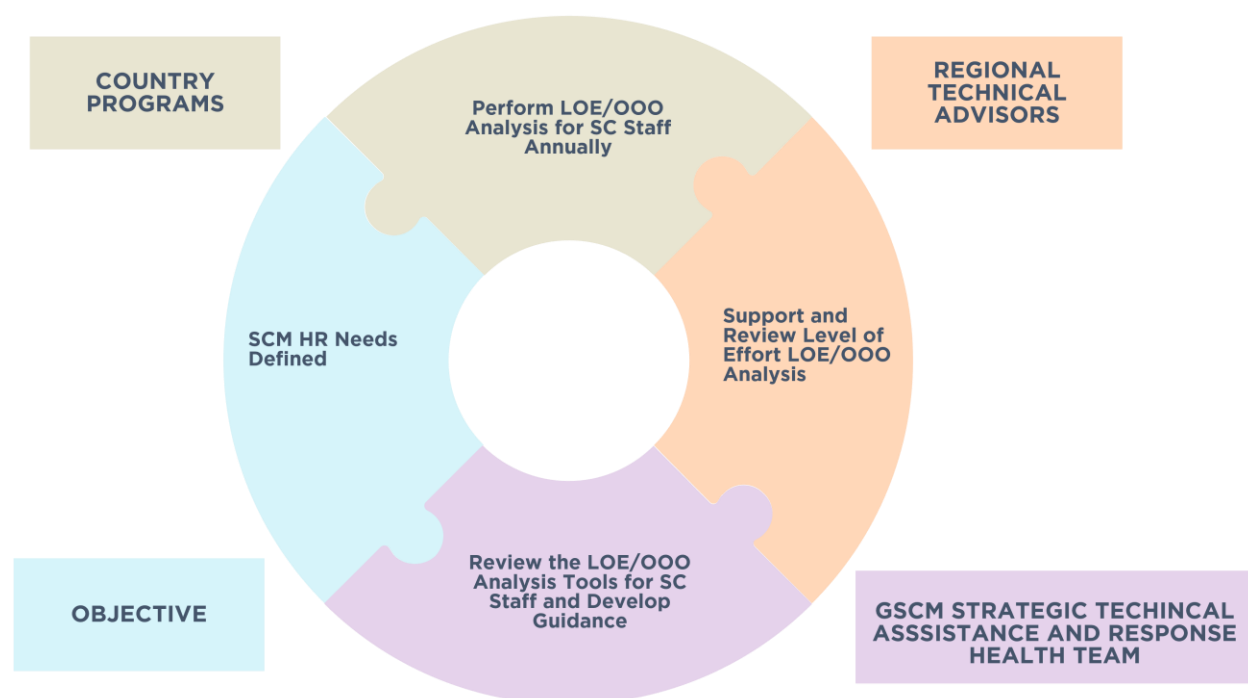 COUNTRY
PROGRAMS
Perform LOE/OOO
Analysis for SC Staff
Annually
REGIONAL
TECHNICAL
ADVISORS
SCM HR Needs
Defined
Support and
Review Level of
Effort LOE/OOO
Analysis
Review the LOE/OOO
Analysis Tools for SC
Staff and Develop
Guidance
OBJECTIVE
GSCM STRATEGIC TECHINCAL
ASSSISTANCE AND RESPONSE
HEALTH TEAM